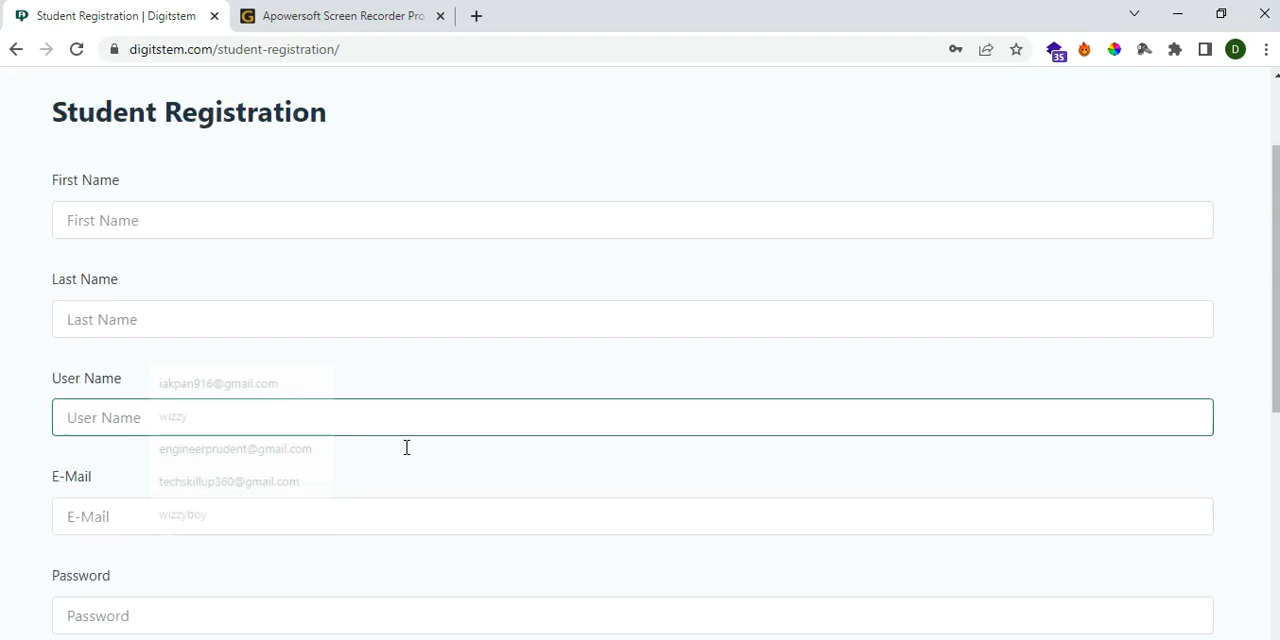 Student Registration | Digitstem
Apowersoft Screen Recorder Pro
digitstem.com/student-registration/
35
D
Student Registration
First Name
First Name
Last Name
Last Name
User Name
iakpan916@gmail.com
User Name
wizzy
engineerprudent@gmail.com
E-Mail
techskillup360@gmail.com
E-Mail
wizzyboy
Password
Password